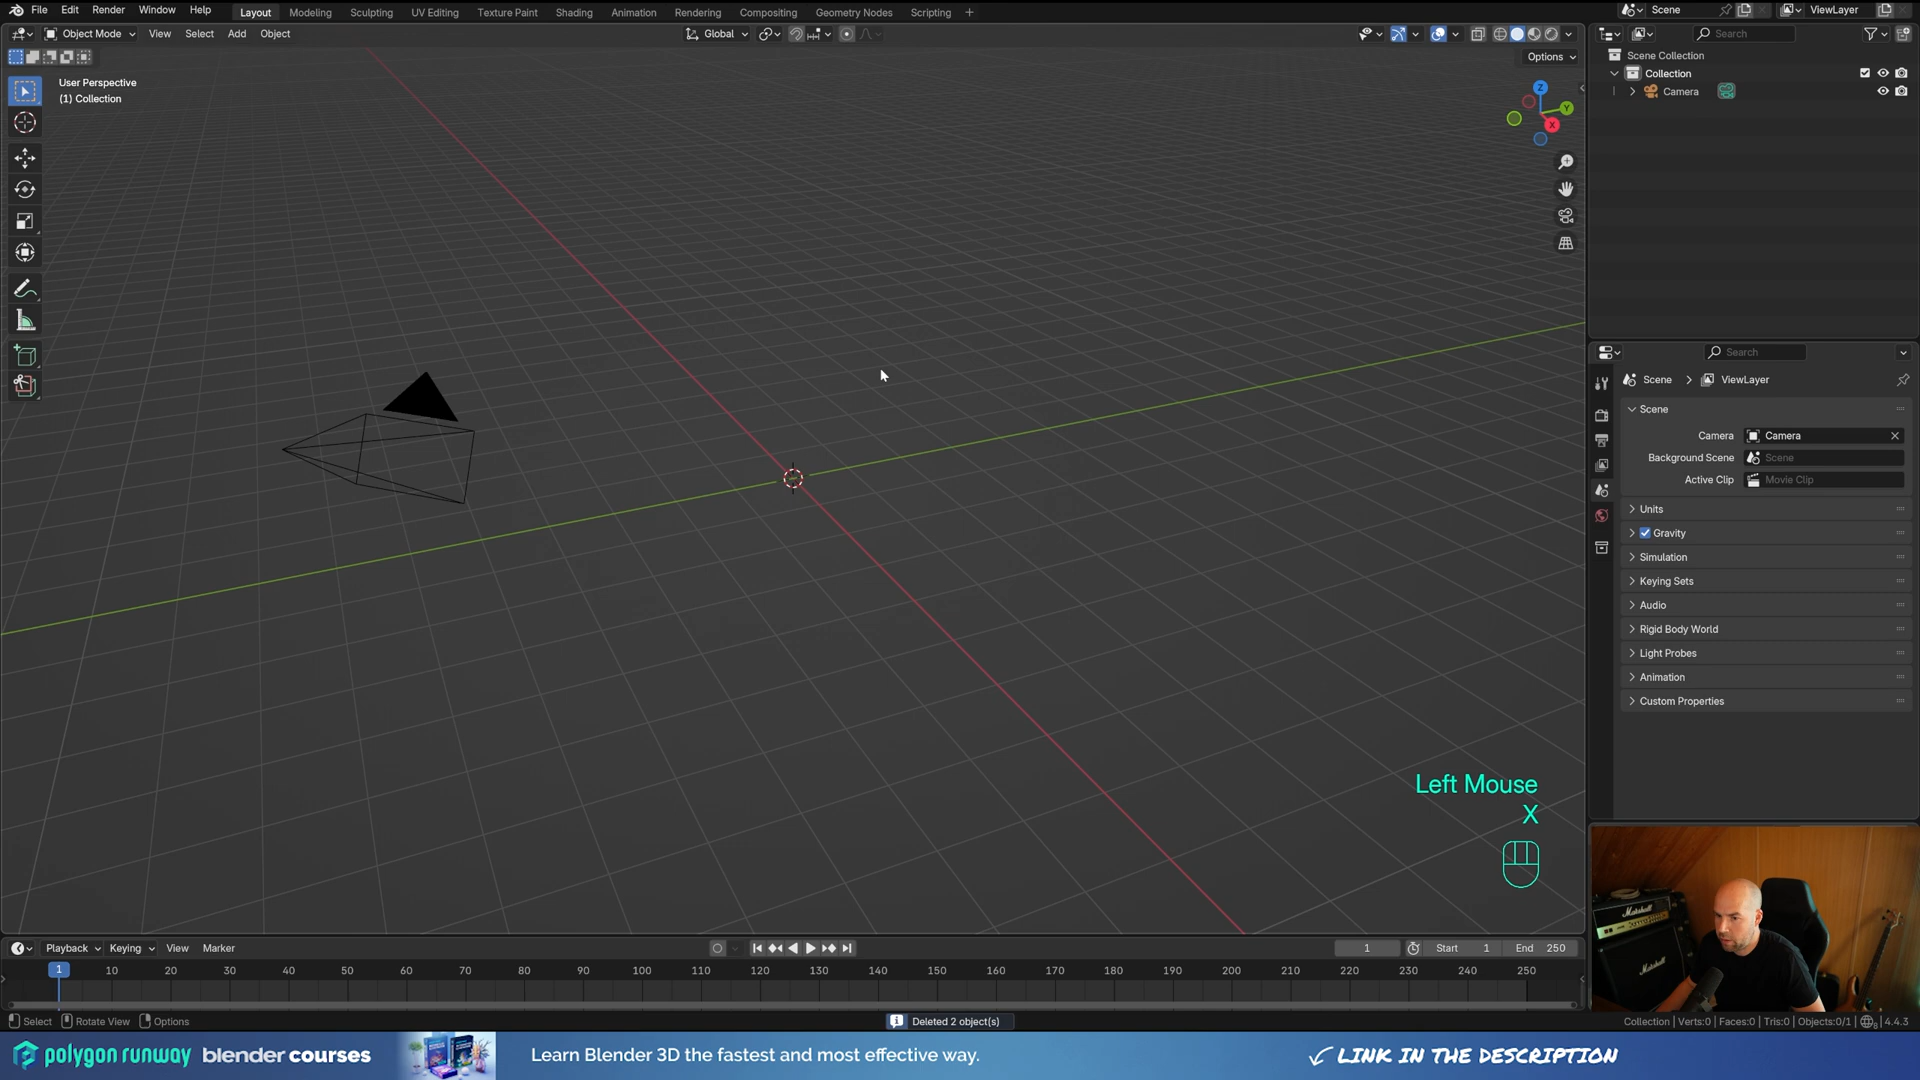 File Edit Render Window Help Layout Modeling Sculpting UV Editing Texture Paint Shading Animation Rendering Compositing Geometry Nodes Scripting + Scene ViewLayer
Object Mode View Select Add Object Global Search
Options
User Perspective
(1) Collection
Z
Y
X
Scene Collection
Collection
Camera
Search
Scene ViewLayer
Scene
Camera Camera
Background Scene Scene
Active Clip Movie Clip
Units
Gravity
Simulation
Keying Sets
Audio
Rigid Body World
Light Probes
Animation
Custom Properties
Left Mouse
X
Marshall
Marshall
Playback Keying View Marker 1 Start 1 End 250
1 10 20 30 40 50 60 70 80 90 100 110 120 130 140 150 160 170 180 190 200 210 220 230 240 250
Select Rotate View Options Deleted 2 object(s) Collection | Verts:0 | Faces:0 | Tris:0 | Objects:0/1 4.4.3
polygon runway blender courses Learn Blender 3D the fastest and most effective way. LINK IN THE DESCRIPTION